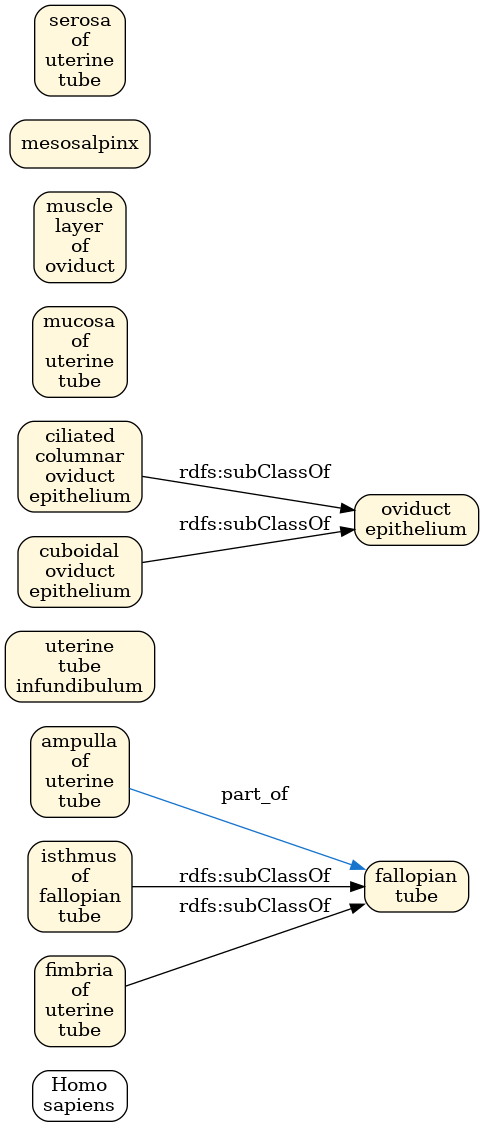 serosa
of
uterine
tube
mesosalpinx
muscle
layer
of
oviduct
mucosa
of
uterine
tube
ciliated
columnar
oviduct
epithelium
rdfs:subClassOf
oviduct
epithelium
rdfs:subClassOf
cuboidal
oviduct
epithelium
uterine
tube
infundibulum
ampulla
of
uterine
tube
part_of
isthmus
of
fallopian
tube
rdfs:subClassOf
fallopian
tube
rdfs:subClassOf
fimbria
of
uterine
tube
Homo
sapiens